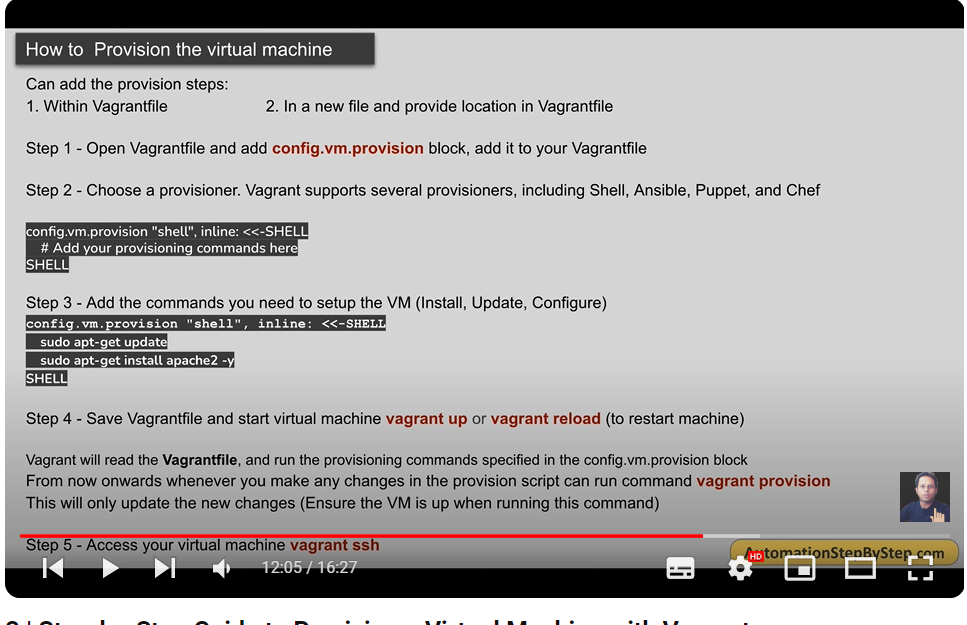 How to Provision the virtual machine
Can add the provision steps:
1. Within Vagrantfile 2. In a new file and provide location in Vagrantfile
Step 1 - Open Vagrantfile and add config.vm.provision block, add it to your Vagrantfile
Step 2 - Choose a provisioner. Vagrant supports several provisioners, including Shell, Ansible, Puppet, and Chef
config.vm.provision "shell", inline: <<-SHELL
# Add your provisioning commands here
SHELL
Step 3 - Add the commands you need to setup the VM (Install, Update, Configure)
config.vm.provision "shell", inline: <<-SHELL
sudo apt-get update
sudo apt-get install apache2 -y
SHELL
Step 4 - Save Vagrantfile and start virtual machine vagrant up or vagrant reload (to restart machine)
Vagrant will read the Vagrantfile, and run the provisioning commands specified in the config.vm.provision block
From now onwards whenever you make any changes in the provision script can run command vagrant provision
This will only update the new changes (Ensure the VM is up when running this command)
Step 5 - Access your virtual machine vagrant ssh
AutomationStepByStep.com
12:05 / 16:27
HD